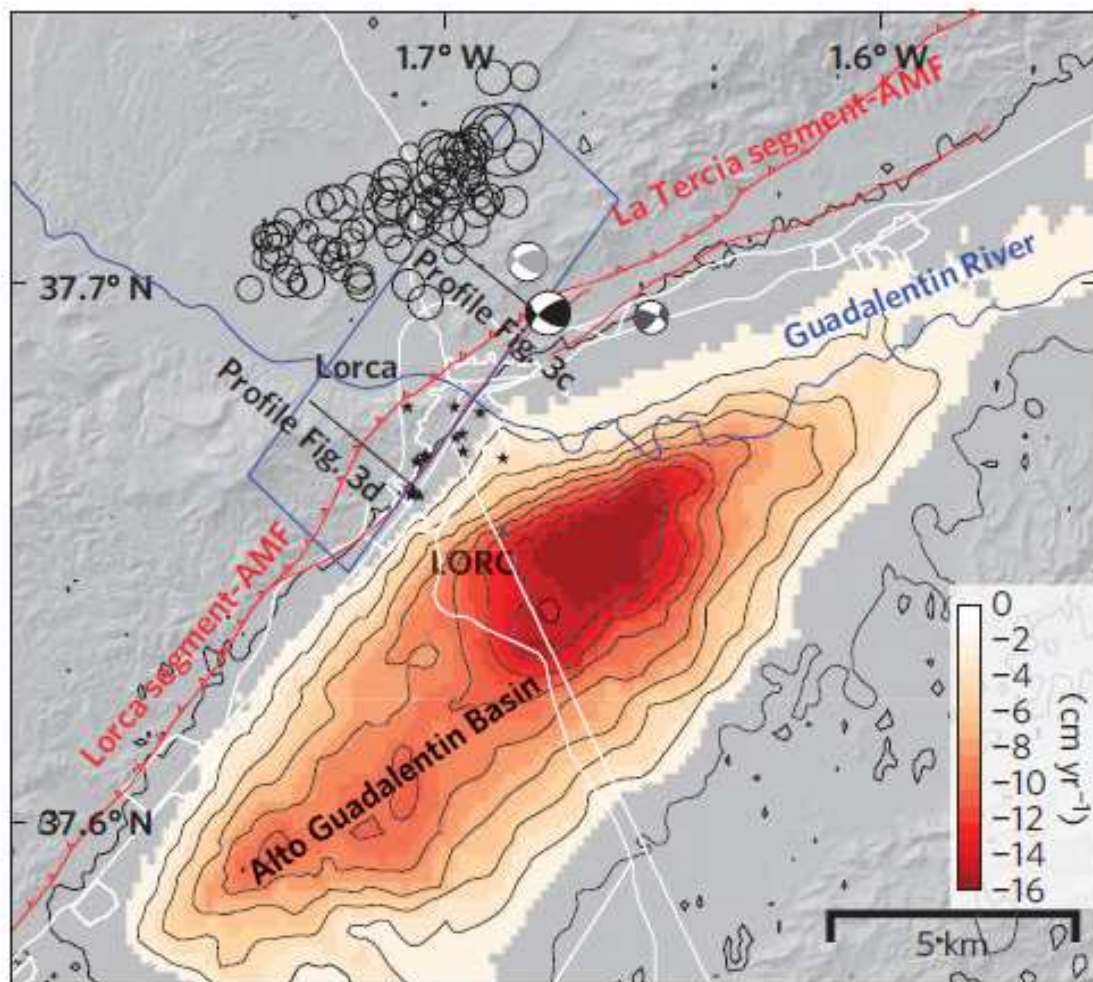 1.7° W
1.6° W
La Tercia segment-AMF
37.7° N
Profile Fig. 3c
Guadalentin River
Lorca
Profile Fig. 3d
LORC
Lorca segment-AMF
Alto Guadalentin Basin
37.6° N
0
−2
−4
−6
−8
−10
−12
−14
−16
(cm yr⁻¹)
5 km